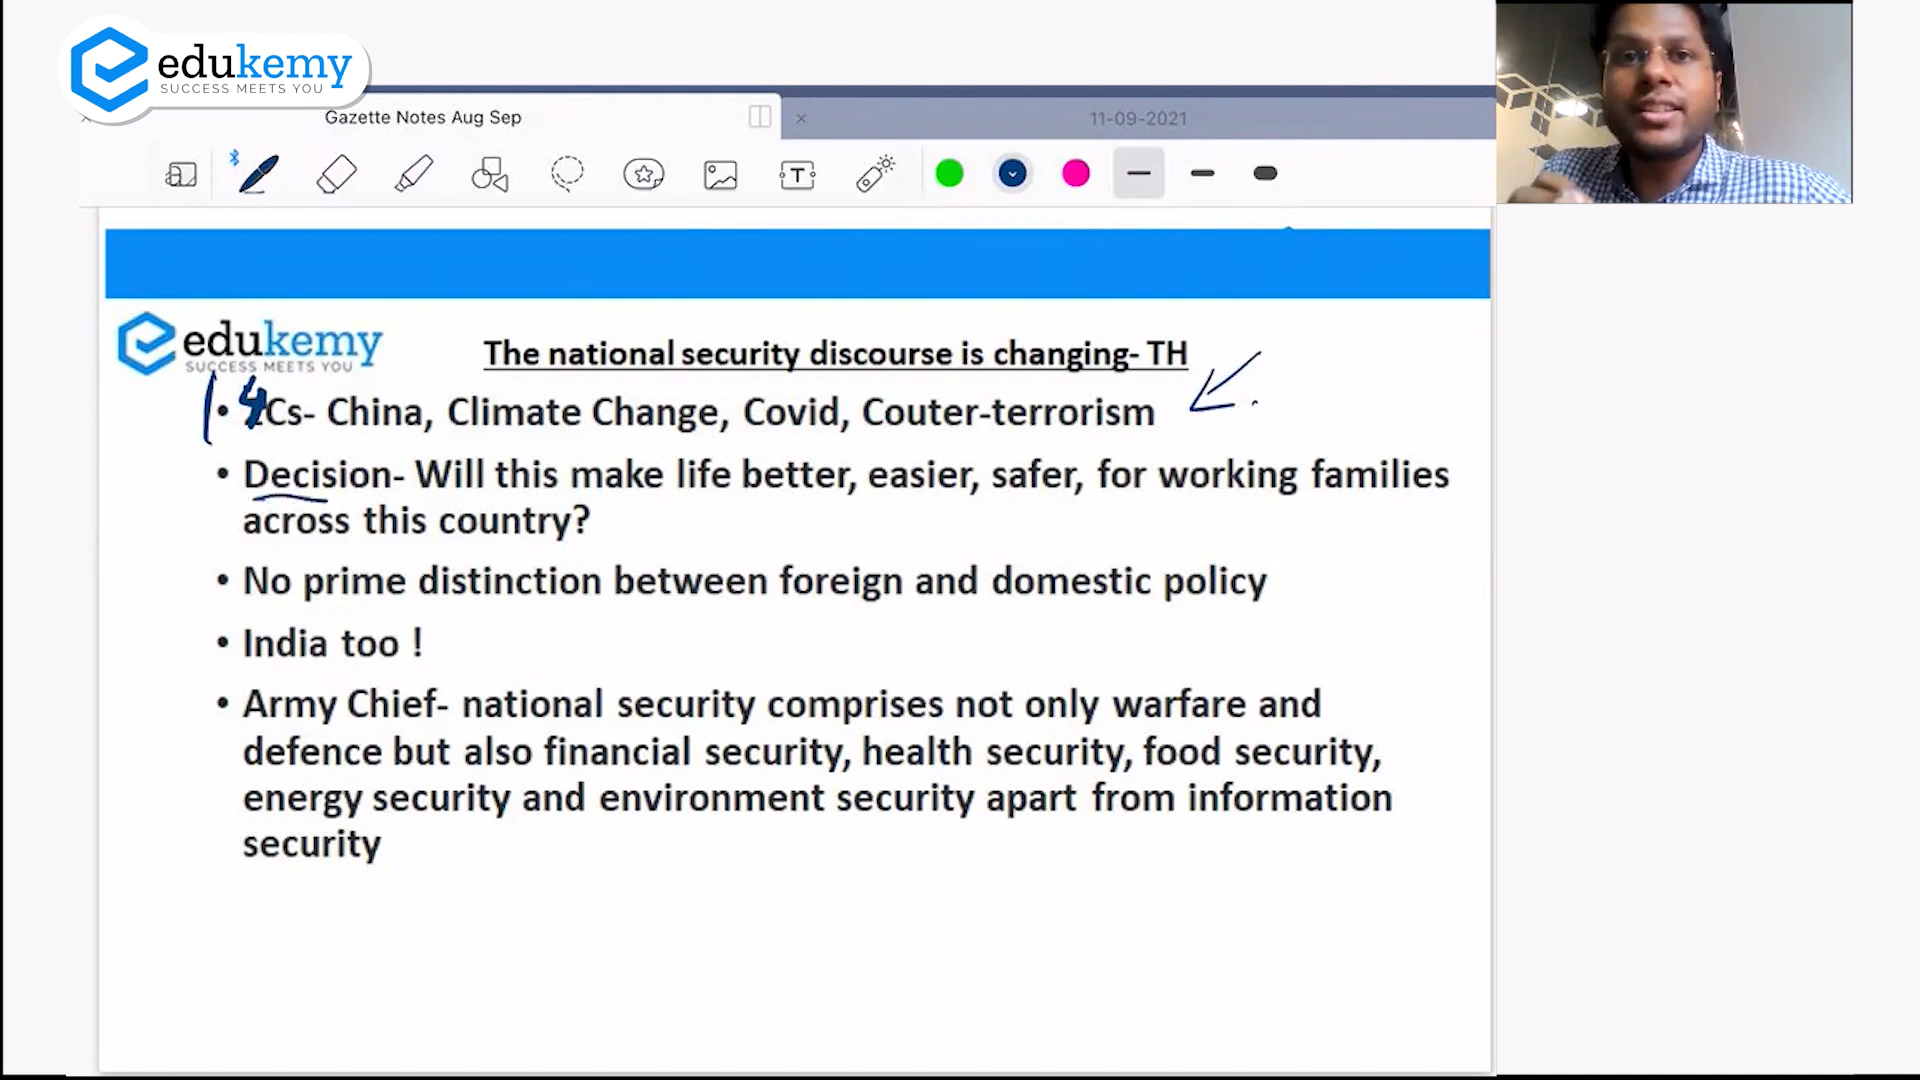 edukemy
SUCCESS MEETS YOU
Gazette Notes Aug Sep
11-09-2021
edukemy
SUCCESS MEETS YOU
The national security discourse is changing- TH
• 4Cs- China, Climate Change, Covid, Couter-terrorism
• Decision- Will this make life better, easier, safer, for working families
across this country?
• No prime distinction between foreign and domestic policy
• India too !
• Army Chief- national security comprises not only warfare and
defence but also financial security, health security, food security,
energy security and environment security apart from information
security